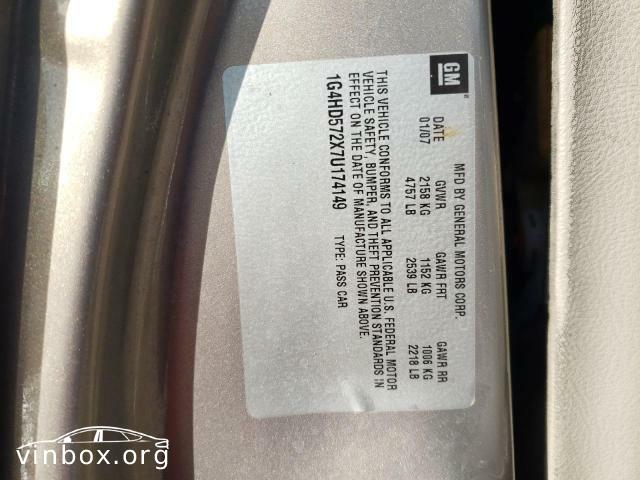 GM
MFD BY GENERAL MOTORS CORP.
DATE GVWR GAWR FRT GAWR RR
01/07 2158 KG 1152 KG 1006 KG
4757 LB 2539 LB 2218 LB
THIS VEHICLE CONFORMS TO ALL APPLICABLE U.S. FEDERAL MOTOR
VEHICLE SAFETY, BUMPER, AND THEFT PREVENTION STANDARDS IN
EFFECT ON THE DATE OF MANUFACTURE SHOWN ABOVE.
1G4HD572X7U174149 TYPE: PASS CAR
vinbox.org